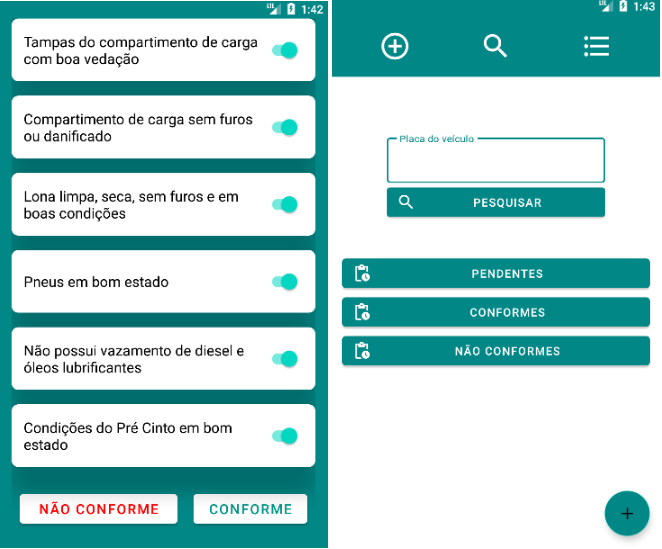 LTE 1:42
Tampas do compartimento de carga
com boa vedação
Compartimento de carga sem furos
ou danificado
Lona limpa, seca, sem furos e em
boas condições
Pneus em bom estado
Não possui vazamento de diesel e
óleos lubrificantes
Condições do Pré Cinto em bom
estado
NÃO CONFORME
CONFORME
LTE 1:43
Placa do veículo
PESQUISAR
PENDENTES
CONFORMES
NÃO CONFORMES